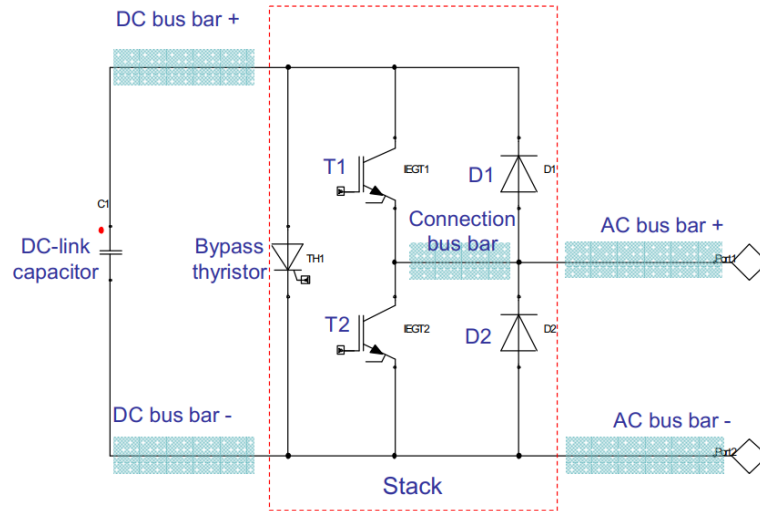 DC bus bar +
T1
IEGT1
D1
D1
C1
Connection
bus bar
AC bus bar +
DC-link
capacitor
Bypass
thyristor
TH1
Port1
T2
IEGT2
D2
D2
DC bus bar -
AC bus bar -
Port2
Stack